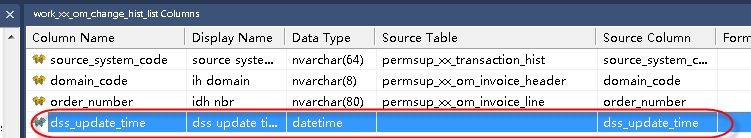 work_xx_om_change_hist_list Columns
Column Name Display Name Data Type Source Table Source Column Form
source_system_code source syste... nvarchar(64) permsup_xx_transaction_hist source_system_c...
domain_code ih domain nvarchar(8) permsup_xx_om_invoice_header domain_code
order_number idh nbr nvarchar(80) permsup_xx_om_invoice_line order_number
dss_update_time dss update ti... datetime dss_update_time